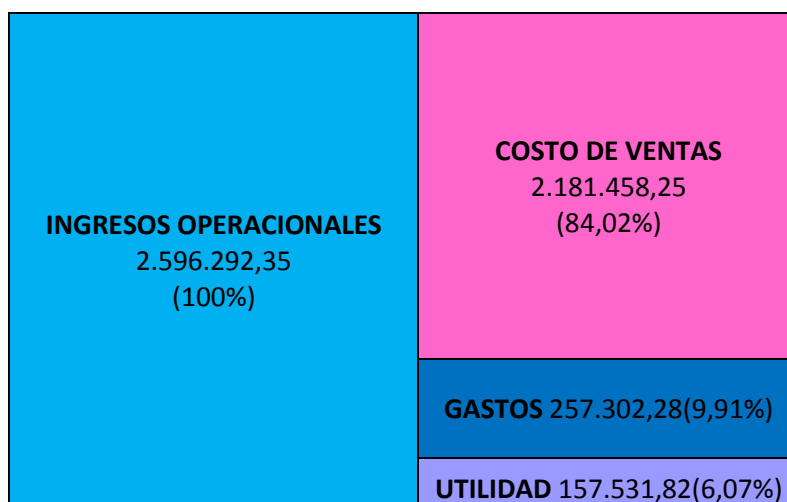 INGRESOS OPERACIONALES
2.596.292,35
(100%)
COSTO DE VENTAS
2.181.458,25
(84,02%)
GASTOS 257.302,28(9,91%)
UTILIDAD 157.531,82(6,07%)